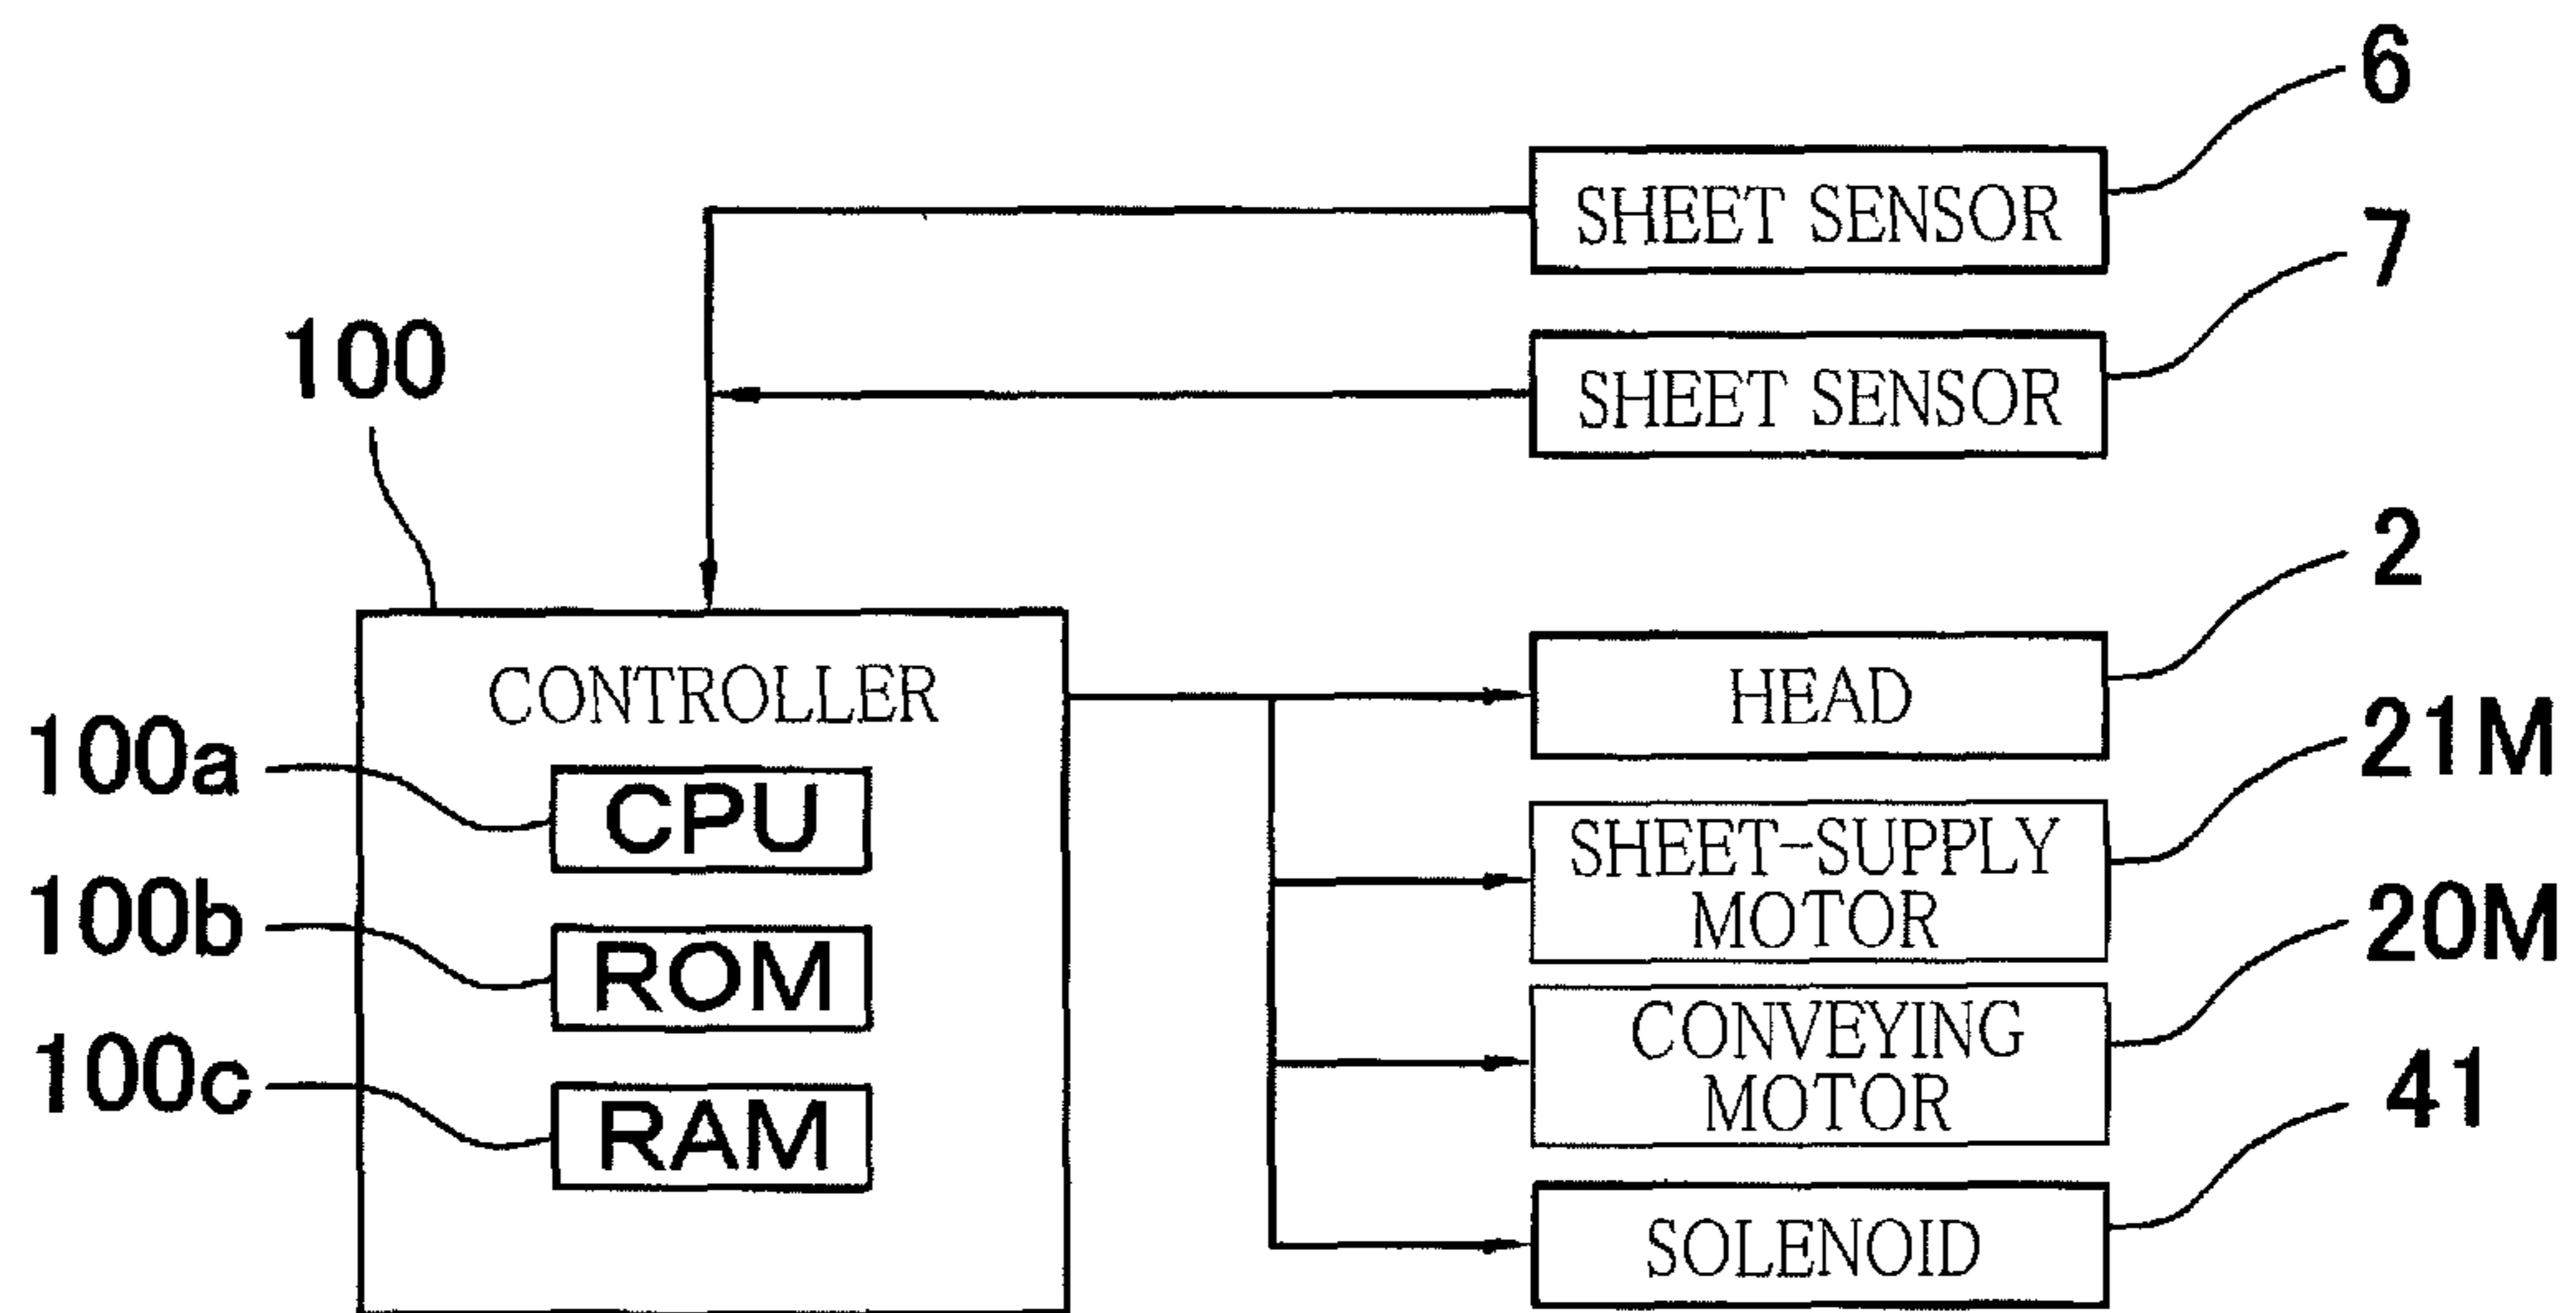 6
SHEET SENSOR
7
SHEET SENSOR
100
2
CONTROLLER
HEAD
100a
CPU
21M
SHEET-SUPPLY
MOTOR
100b
ROM
20M
CONVEYING
MOTOR
100c
RAM
41
SOLENOID